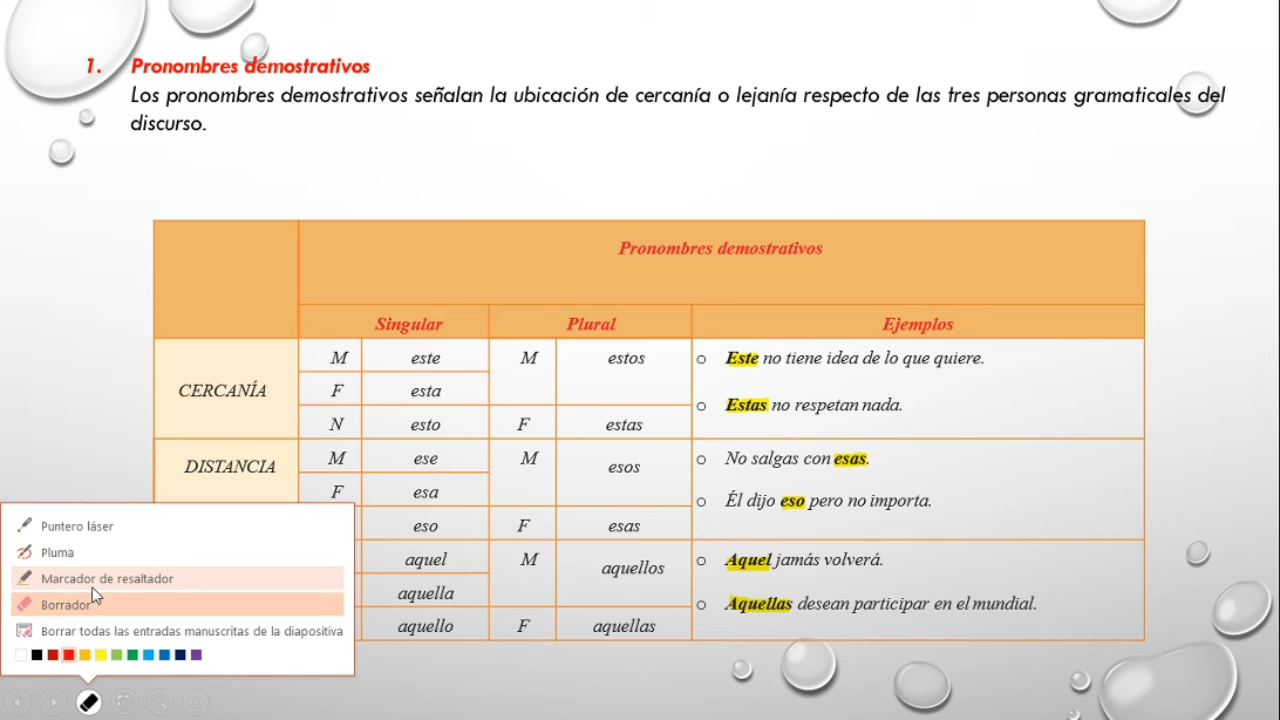 1. Pronombres demostrativos
Los pronombres demostrativos señalan la ubicación de cercanía o lejanía respecto de las tres personas gramaticales del
discurso.
Pronombres demostrativos
Singular Plural Ejemplos
CERCANÍA
M este M estos
F esta
N esto F estas
o Este no tiene idea de lo que quiere.
o Estas no respetan nada.
DISTANCIA
M ese M esos
F esa
eso F esas
o No salgas con esas.
o Él dijo eso pero no importa.
aquel M aquellos
aquella
aquello F aquellas
o Aquel jamás volverá.
o Aquellas desean participar en el mundial.
Puntero láser
Pluma
Marcador de resaltador
Borrador
Borrar todas las entradas manuscritas de la diapositiva